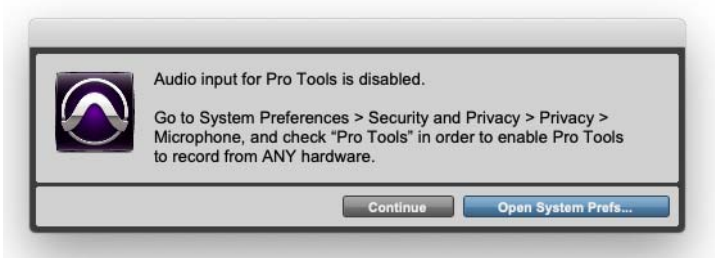 Audio input for Pro Tools is disabled.
Go to System Preferences > Security and Privacy > Privacy >
Microphone, and check “Pro Tools” in order to enable Pro Tools
to record from ANY hardware.
Continue
Open System Prefs...